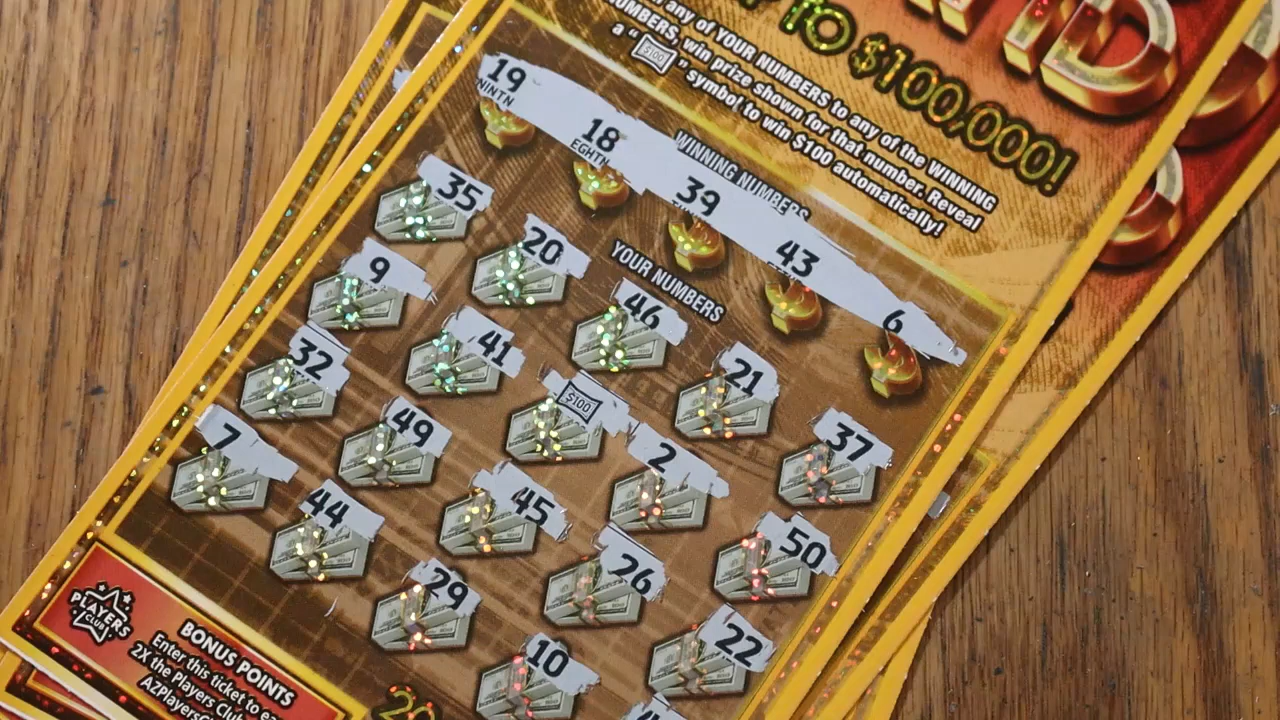 UP TO $100,000!
any of YOUR NUMBERS to any of the WINNING
NUMBERS, win prize shown for that number. Reveal
a " $100 " symbol to win $100 automatically!
WINNING NUMBERS
19
NINTN
18
EGHTN
39
43
6
YOUR NUMBERS
35
20
46
21
37
9
41
$100
2
50
32
49
45
26
22
7
44
29
10
PLAYERS
CLUB
BONUS POINTS
Enter this ticket to
2X the Players Club